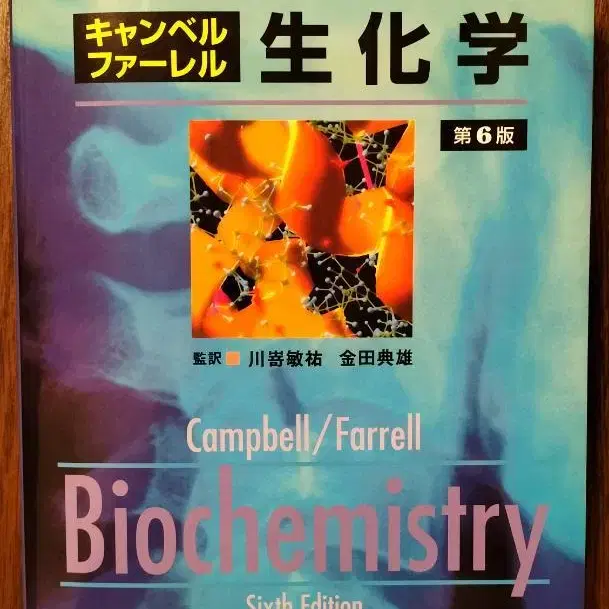 キャンベル
ファーレル
生化学
第6版
監訳 ■ 川嵜敏祐 金田典雄
Campbell/Farrell
Biochemistry
Sixth Edition